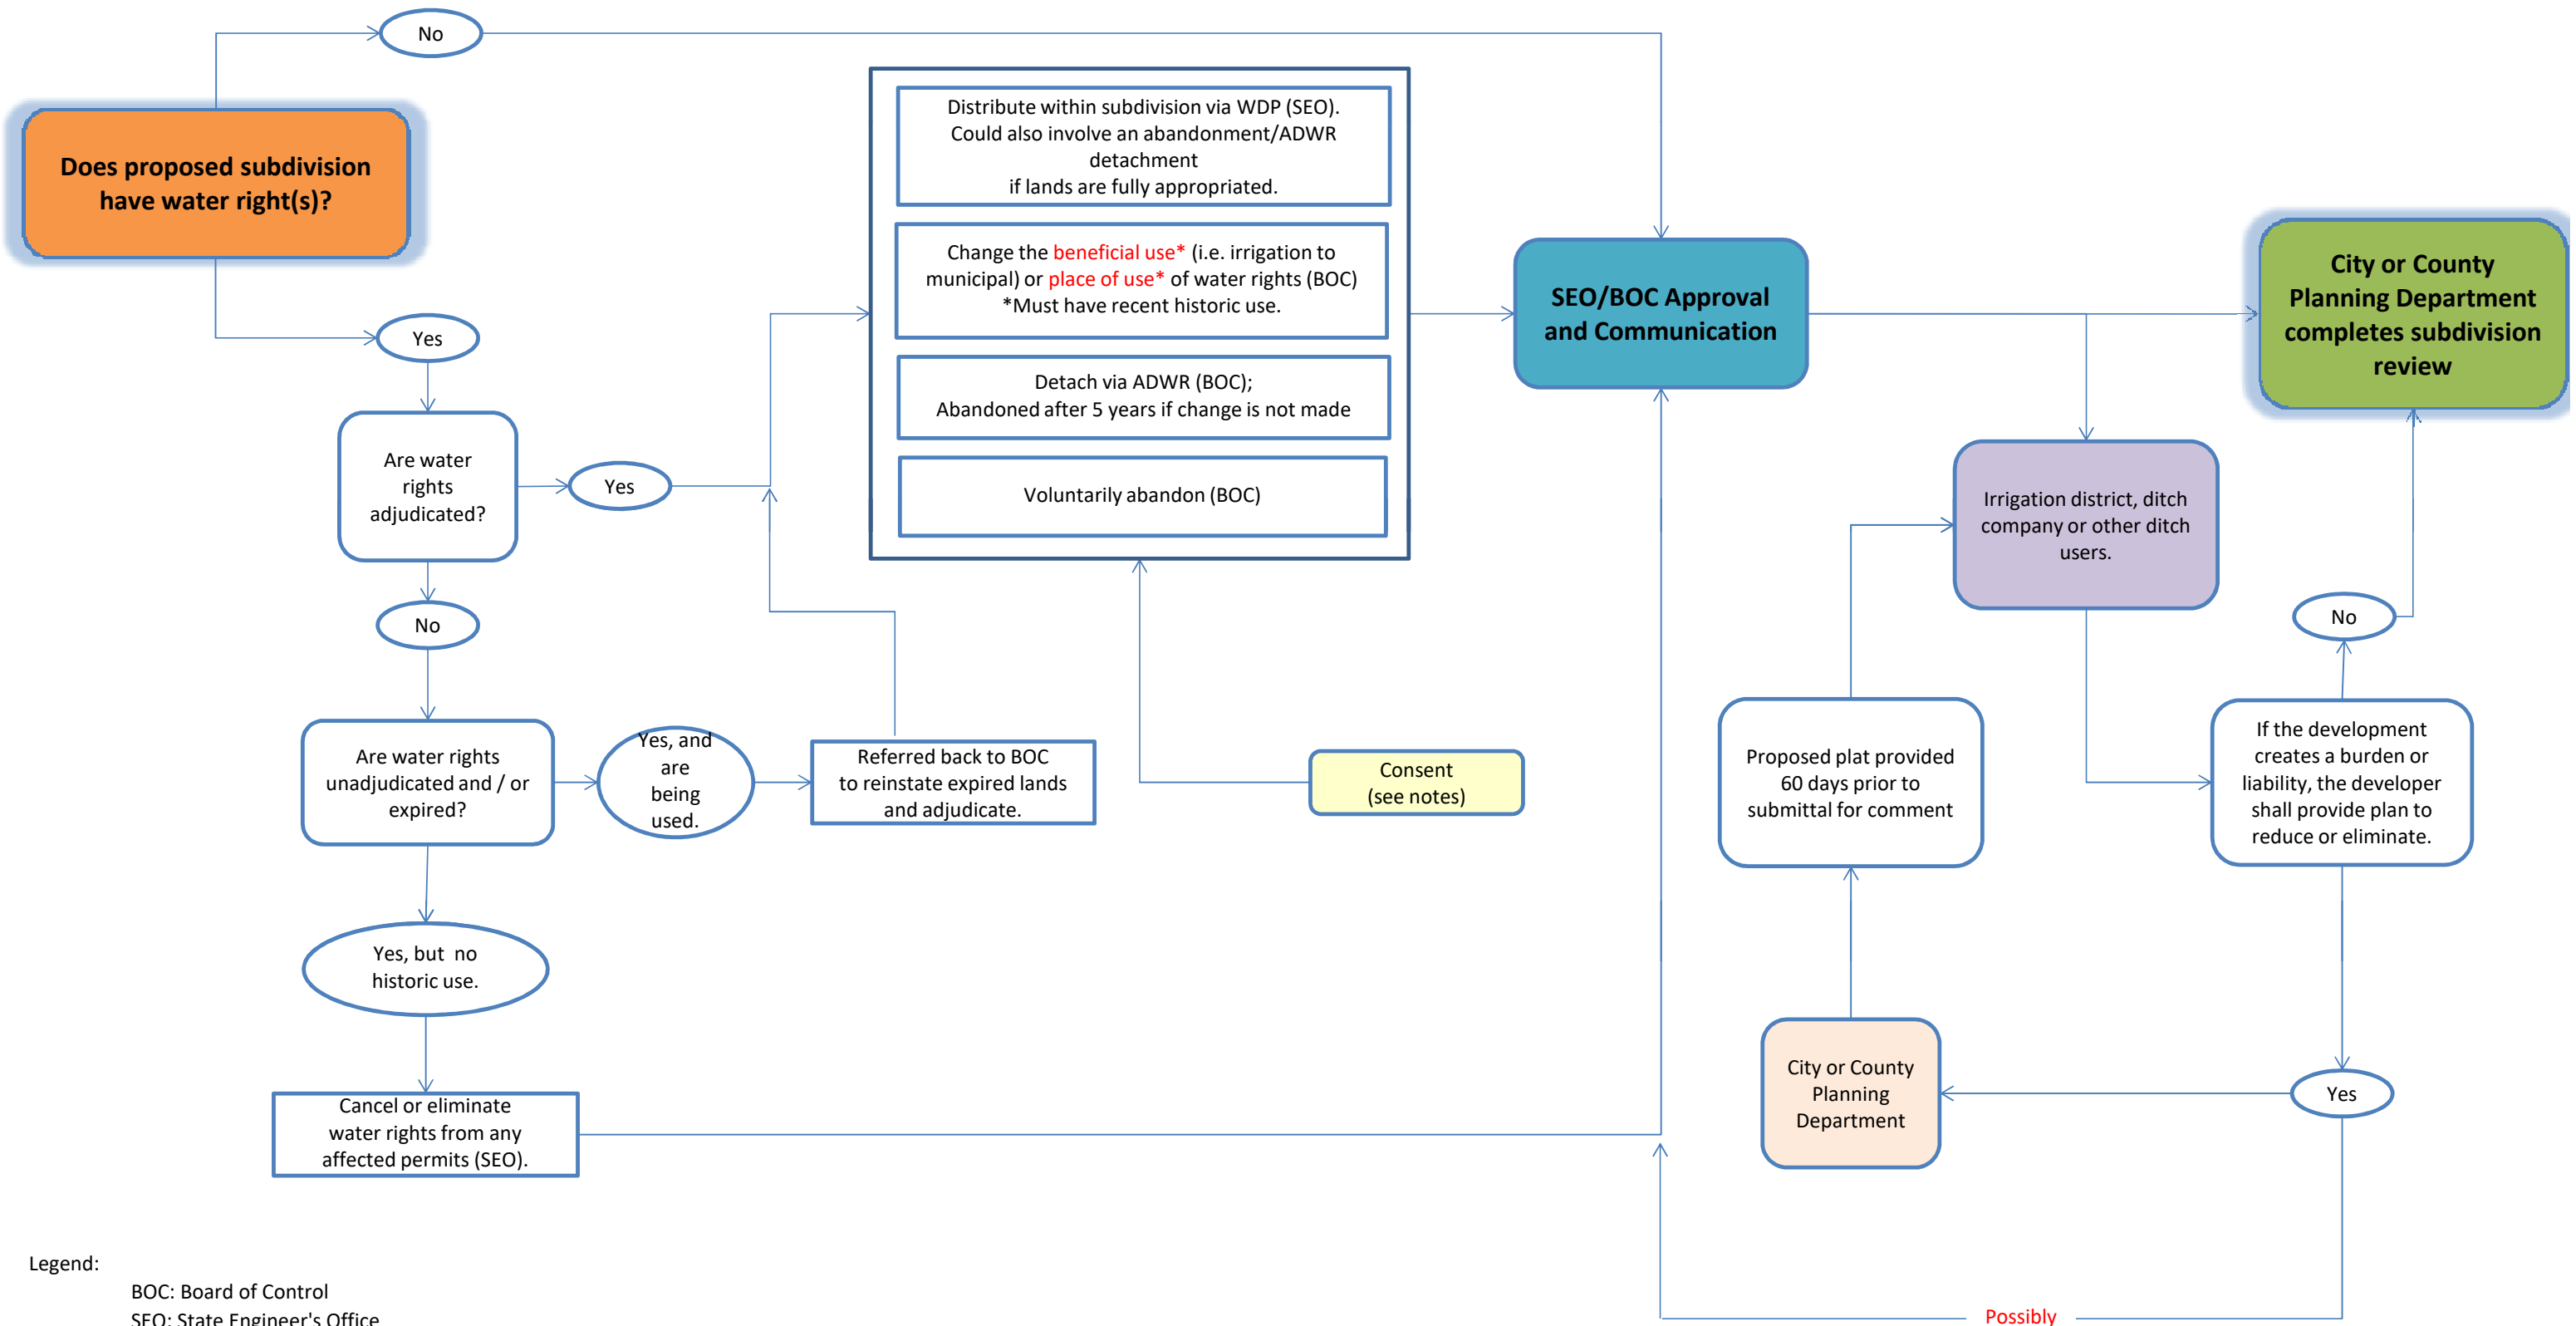 No
Does proposed subdivision
have water right(s)?
Yes
Are water
rights
adjudicated?
Yes
No
Are water rights
unadjudicated and / or
expired?
Yes, and
are
being
used.
Referred back to BOC
to reinstate expired lands
and adjudicate.
Yes, but no
historic use.
Cancel or eliminate
water rights from any
affected permits (SEO).
Distribute within subdivision via WDP (SEO).
Could also involve an abandonment/ADWR
detachment
if lands are fully appropriated.
Change the beneficial use* (i.e. irrigation to
municipal) or place of use* of water rights (BOC)
*Must have recent historic use.
Detach via ADWR (BOC);
Abandoned after 5 years if change is not made
Voluntarily abandon (BOC)
Consent
(see notes)
SEO/BOC Approval
and Communication
City or County
Planning Department
completes subdivision
review
Irrigation district, ditch
company or other ditch
users.
No
Proposed plat provided
60 days prior to
submittal for comment
If the development
creates a burden or
liability, the developer
shall provide plan to
reduce or eliminate.
City or County
Planning
Department
Yes
Possibly
Legend:
BOC: Board of Control
SEO: State Engineer's Office